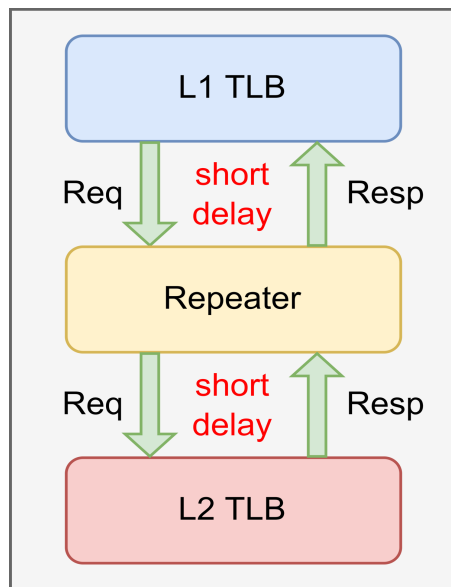 L1 TLB
Req
short
delay
Resp
Repeater
Req
short
delay
Resp
L2 TLB